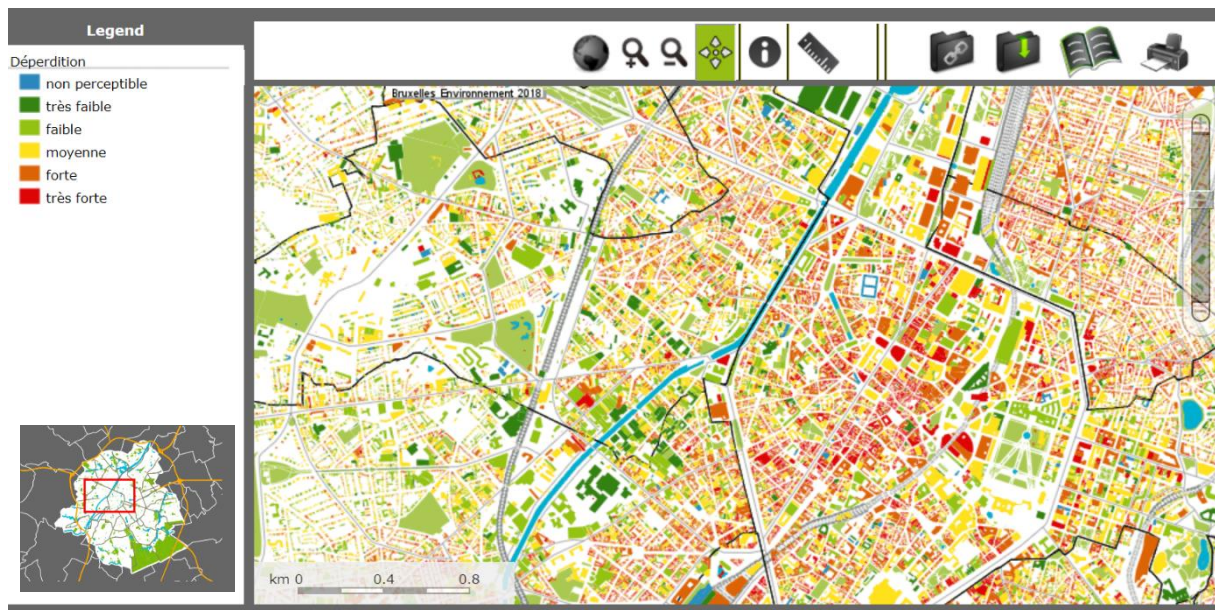 Legend
Déperdition
non perceptible
très faible
faible
moyenne
forte
très forte
Bruxelles Environnement 2018
km 0 0.4 0.8